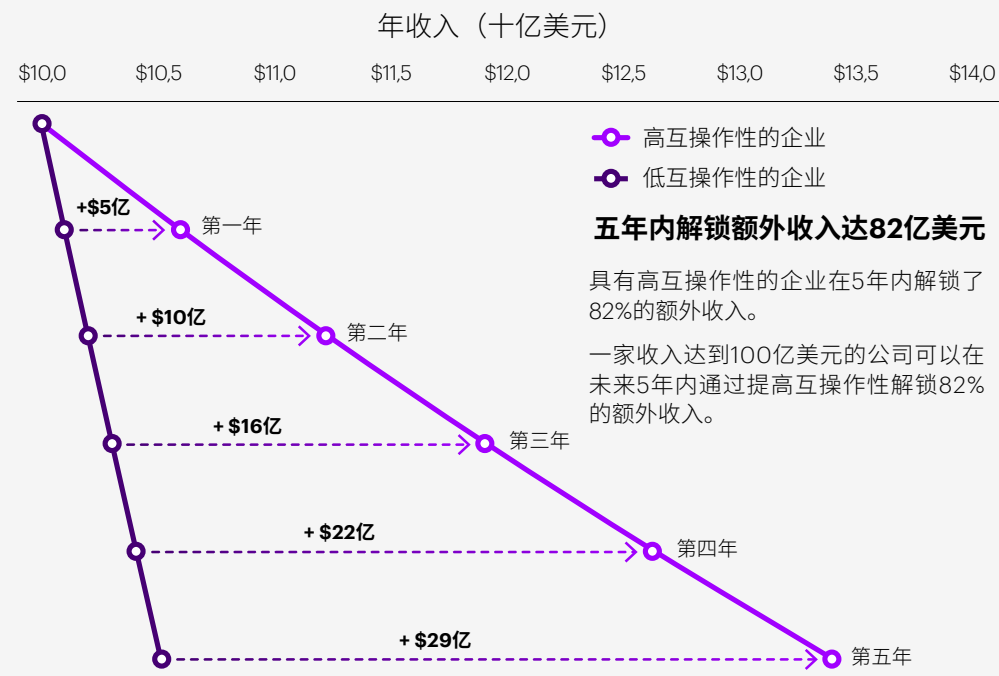 年收入（十亿美元）
$10,0 $10,5 $11,0 $11,5 $12,0 $12,5 $13,0 $13,5 $14,0
高互操作性的企业
低互操作性的企业
+$5亿
第一年
五年内解锁额外收入达82亿美元
具有高互操作性的企业在5年内解锁了
82%的额外收入。
+ $10亿
第二年
一家收入达到100亿美元的公司可以在
未来5年内通过提高互操作性解锁82%
的额外收入。
+ $16亿
第三年
+ $22亿
第四年
+ $29亿
第五年